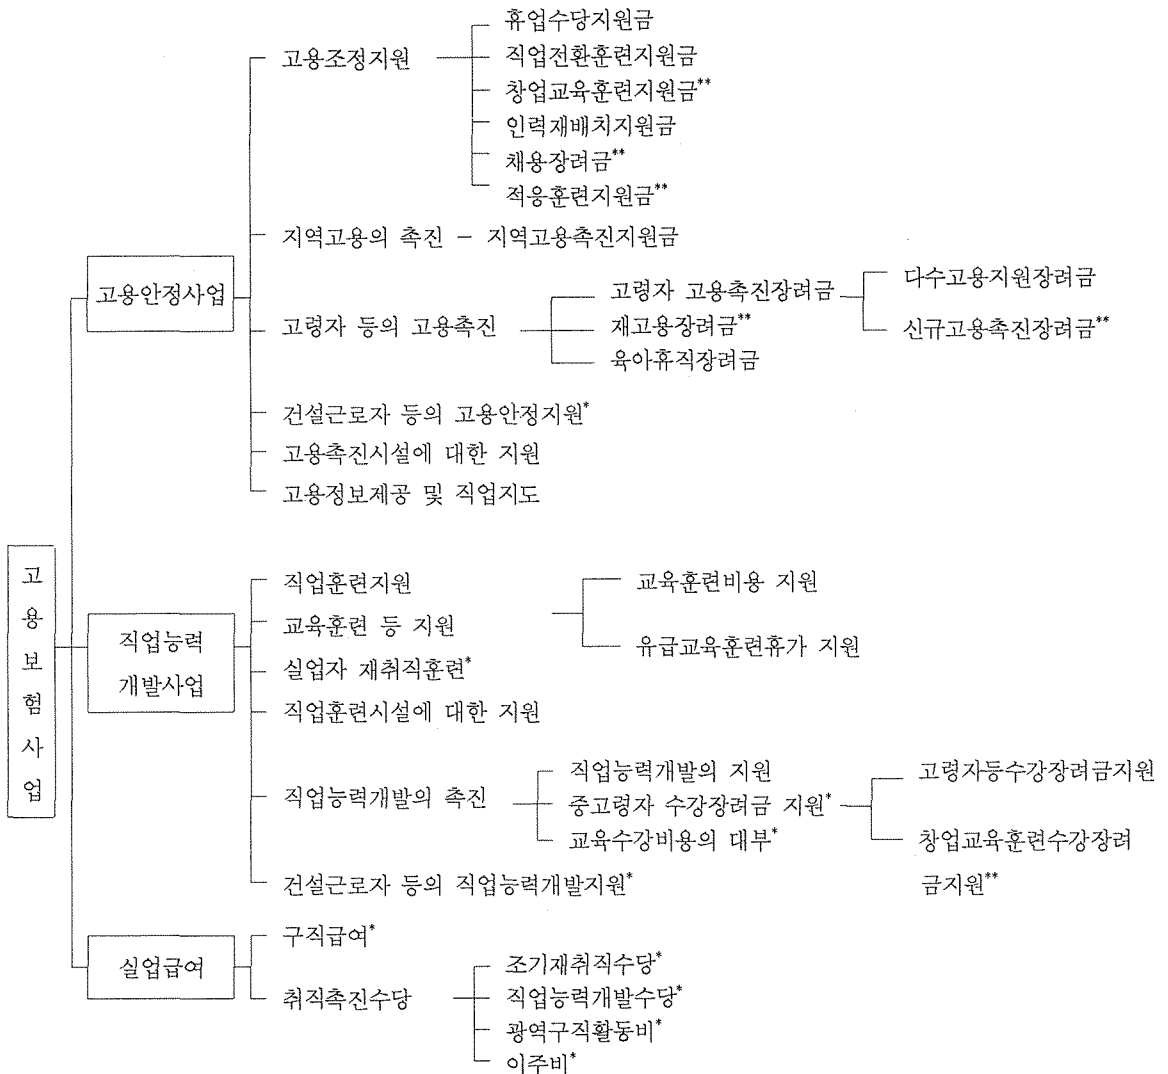 휴업수당지원금
고용조정지원
직업전환훈련지원금
창업교육훈련지원금**
인력재배치지원금
채용장려금**
적응훈련지원금**
지역고용의 촉진 - 지역고용촉진지원금
고용안정사업
고령자 등의 고용촉진
고령자 고용촉진장려금
다수고용지원장려금
신규고용촉진장려금**
재고용장려금**
육아휴직장려금
건설근로자 등의 고용안정지원*
고용촉진시설에 대한 지원
고용정보제공 및 직업지도
고용보험사업
직업능력
개발사업
직업훈련지원
교육훈련 등 지원
교육훈련비용 지원
유급교육훈련휴가 지원
실업자 재취직훈련*
직업훈련시설에 대한 지원
직업능력개발의 촉진
직업능력개발의 지원
중고령자 수강장려금 지원*
고령자등수강장려금지원
창업교육훈련수강장려
금지원**
교육수강비용의 대부*
건설근로자 등의 직업능력개발지원*
실업급여
구직급여*
취직촉진수당
조기재취직수당*
직업능력개발수당*
광역구직활동비*
이주비*